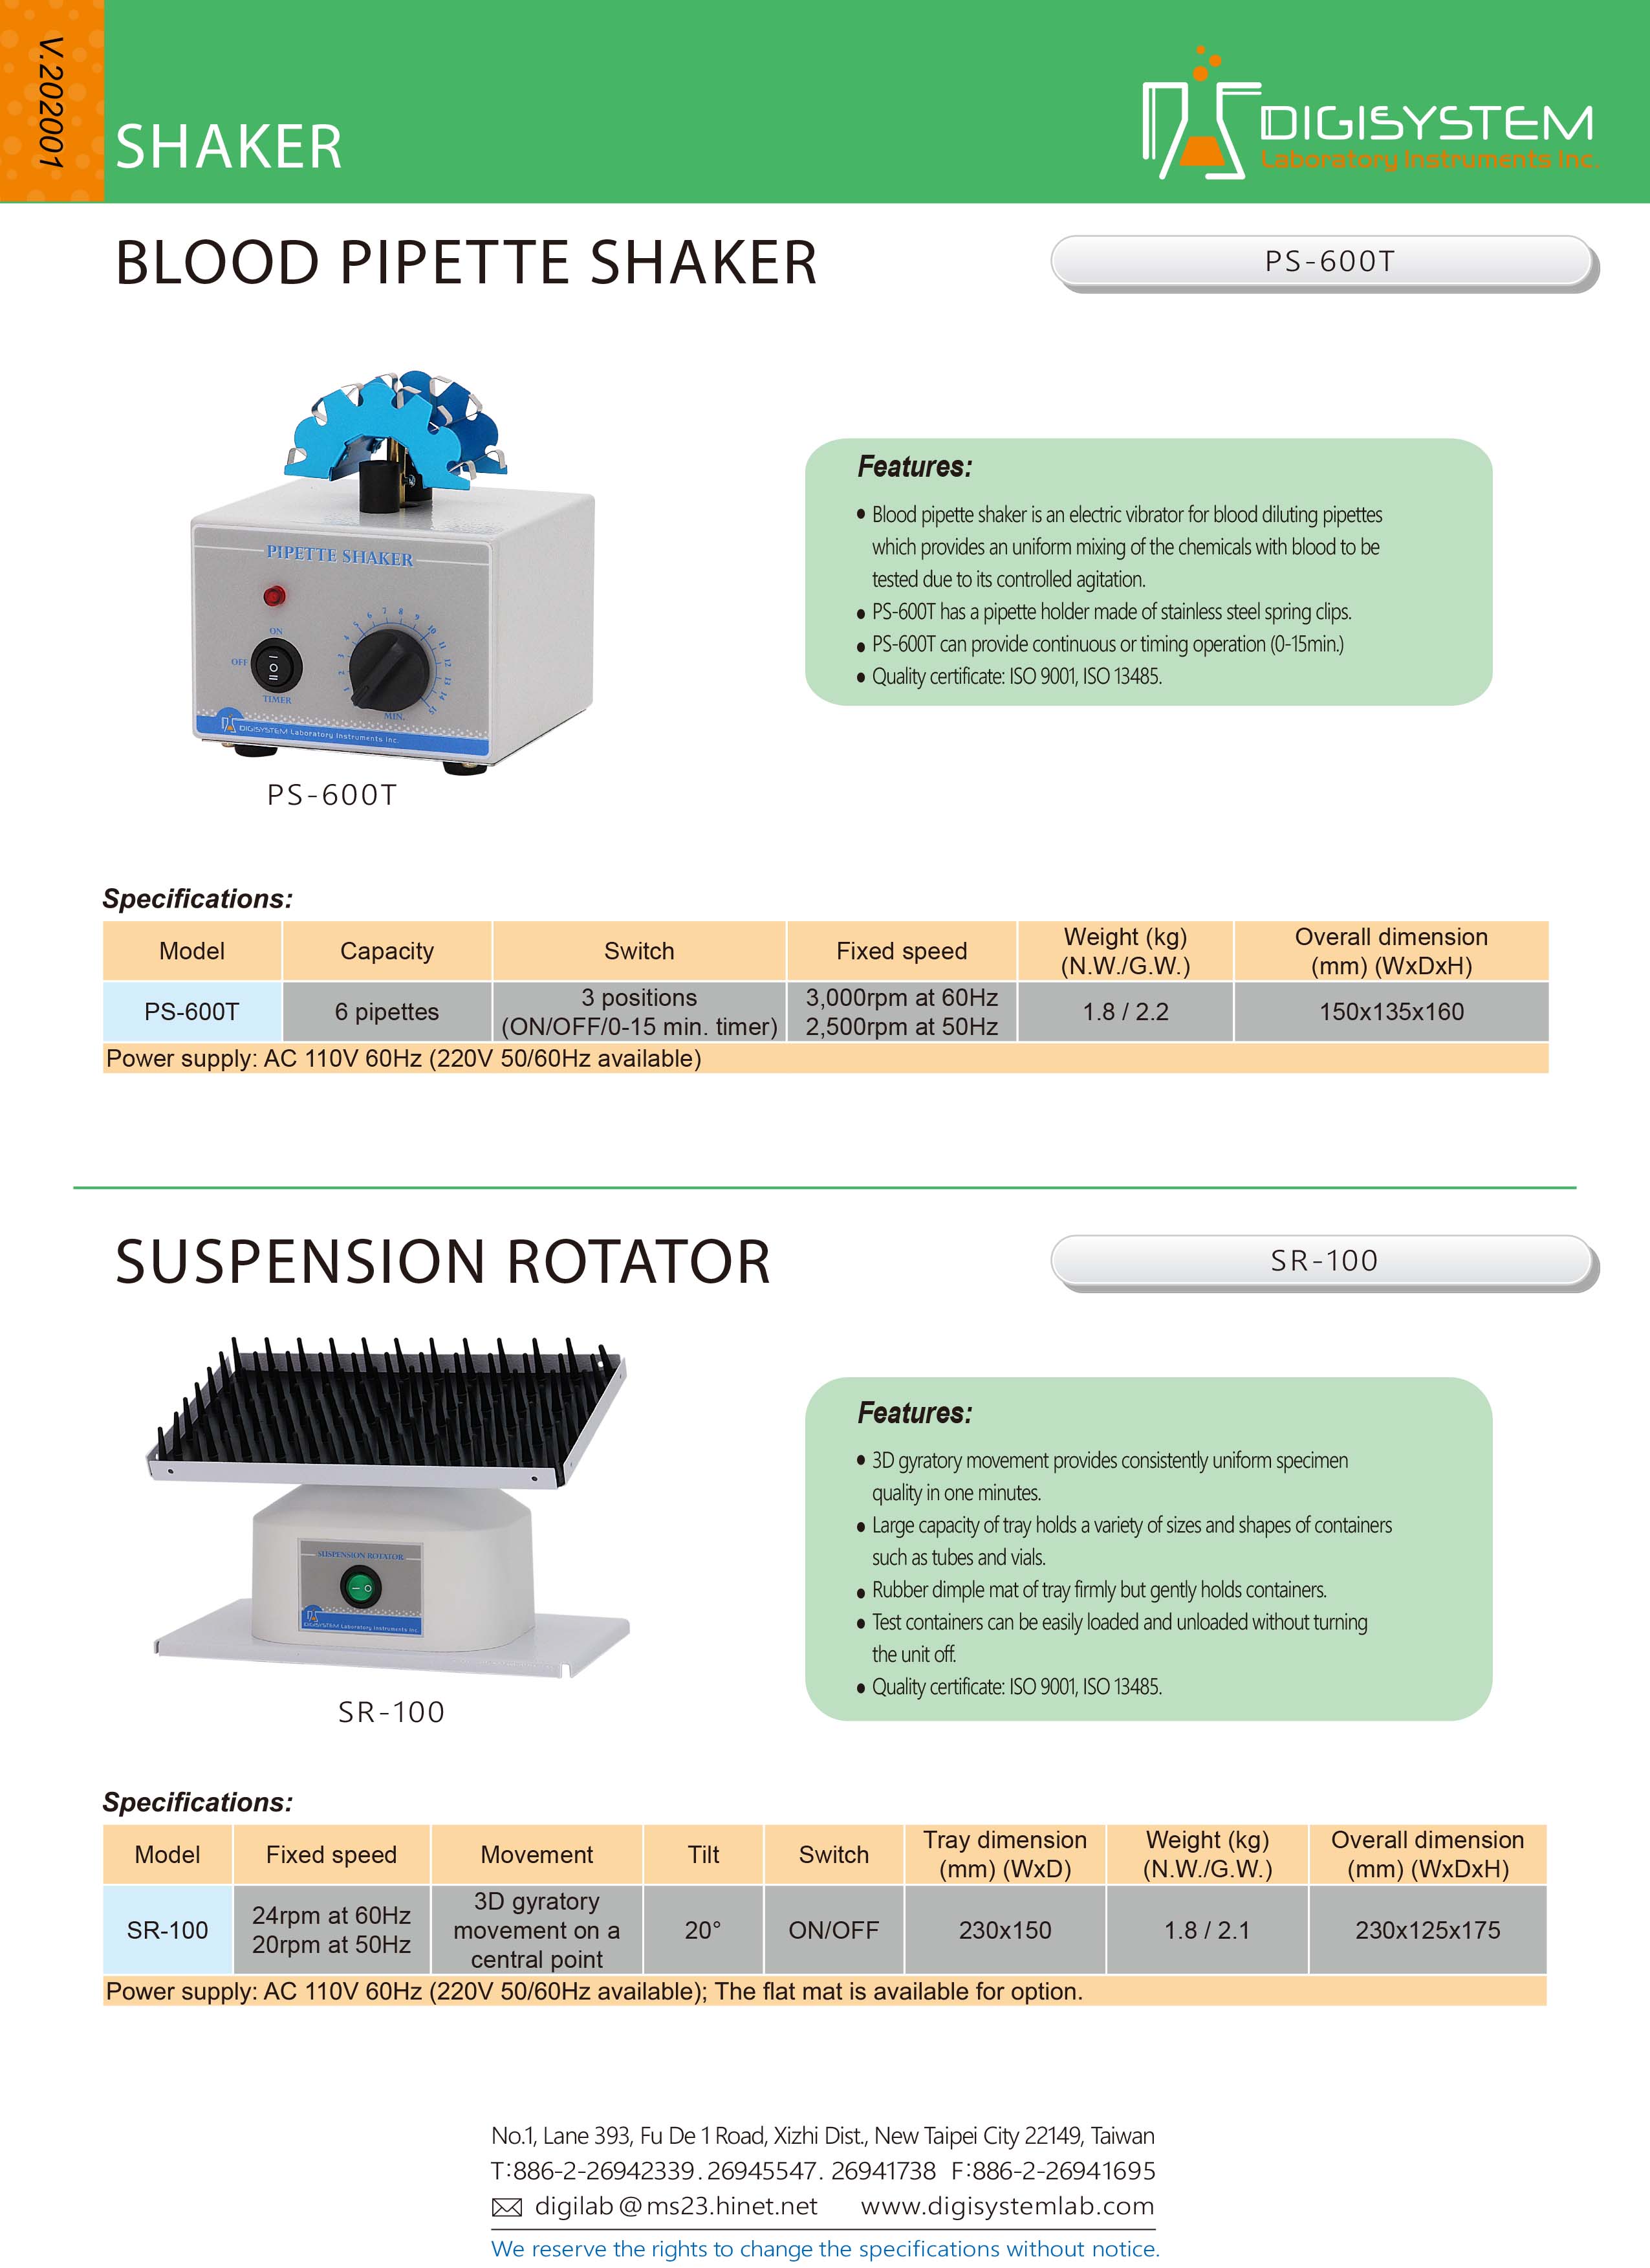 V.202001
SHAKER
DIGISYSTEM
Laboratory Instruments Inc.
BLOOD PIPETTE SHAKER
PS-600T
PIPETTE SHAKER
ON
OFF
TIMER
1 2 3 4 5 6 7 8 9 10 11 12 13 14 15
MIN.
DIGISYSTEM Laboratory Instruments Inc.
PS-600T
Features:
• Blood pipette shaker is an electric vibrator for blood diluting pipettes
which provides an uniform mixing of the chemicals with blood to be
tested due to its controlled agitation.
• PS-600T has a pipette holder made of stainless steel spring clips.
• PS-600T can provide continuous or timing operation (0-15min.)
• Quality certificate: ISO 9001, ISO 13485.
Specifications:
Model Capacity Switch Fixed speed Weight (kg) (N.W./G.W.) Overall dimension (mm) (WxDxH)
PS-600T 6 pipettes 3 positions (ON/OFF/0-15 min. timer) 3,000rpm at 60Hz 2,500rpm at 50Hz 1.8 / 2.2 150x135x160
Power supply: AC 110V 60Hz (220V 50/60Hz available)
SUSPENSION ROTATOR
SR-100
SUSPENSION ROTATOR
DIGISYSTEM Laboratory Instruments Inc.
SR-100
Features:
• 3D gyratory movement provides consistently uniform specimen
quality in one minutes.
• Large capacity of tray holds a variety of sizes and shapes of containers
such as tubes and vials.
• Rubber dimple mat of tray firmly but gently holds containers.
• Test containers can be easily loaded and unloaded without turning
the unit off.
• Quality certificate: ISO 9001, ISO 13485.
Specifications:
Model Fixed speed Movement Tilt Switch Tray dimension (mm) (WxD) Weight (kg) (N.W./G.W.) Overall dimension (mm) (WxDxH)
SR-100 24rpm at 60Hz 20rpm at 50Hz 3D gyratory movement on a central point 20° ON/OFF 230x150 1.8 / 2.1 230x125x175
Power supply: AC 110V 60Hz (220V 50/60Hz available); The flat mat is available for option.
No.1, Lane 393, Fu De 1 Road, Xizhi Dist., New Taipei City 22149, Taiwan
T:886-2-26942339. 26945547. 26941738 F:886-2-26941695
digilab@ms23.hinet.net www.digisystemlab.com
We reserve the rights to change the specifications without notice.